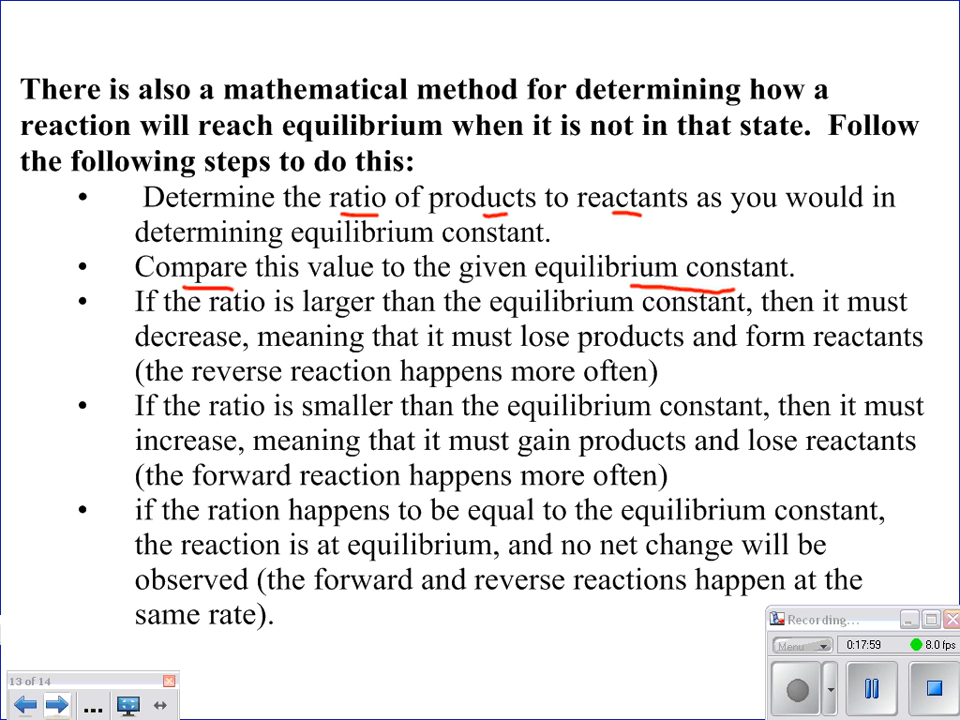 There is also a mathematical method for determining how a
reaction will reach equilibrium when it is not in that state.  Follow
the following steps to do this:
• Determine the ratio of products to reactants as you would in
determining equilibrium constant.
• Compare this value to the given equilibrium constant.
• If the ratio is larger than the equilibrium constant, then it must
decrease, meaning that it must lose products and form reactants
(the reverse reaction happens more often)
• If the ratio is smaller than the equilibrium constant, then it must
increase, meaning that it must gain products and lose reactants
(the forward reaction happens more often)
• if the ration happens to be equal to the equilibrium constant,
the reaction is at equilibrium, and no net change will be
observed (the forward and reverse reactions happen at the
same rate).
Recording...
Menu 0:17:59 8.0 fps
13 of 14
...